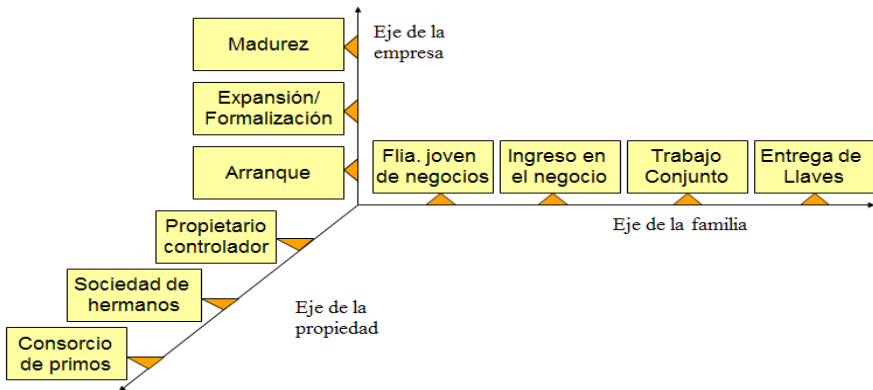 Madurez
Eje de la
empresa
Expansión/
Formalización
Arranque
Flia. joven
de negocios
Ingreso en
el negocio
Trabajo
Conjunto
Entrega de
Llaves
Eje de la familia
Propietario
controlador
Sociedad de
hermanos
Eje de la
propiedad
Consorcio
de primos